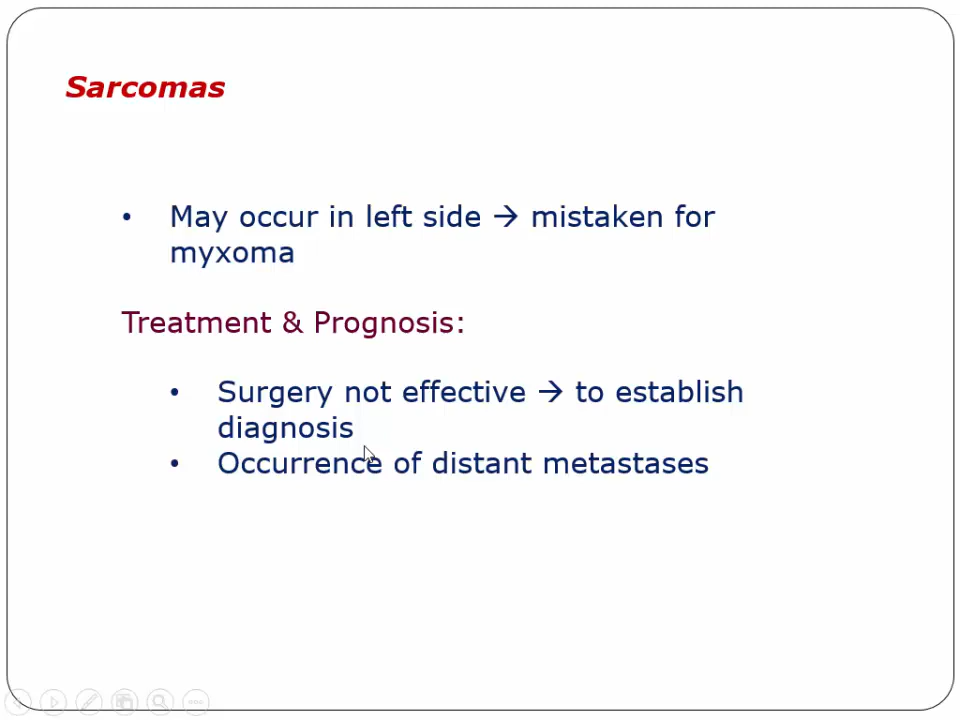 Sarcomas
• May occur in left side → mistaken for
myxoma
Treatment & Prognosis:
• Surgery not effective → to establish
diagnosis
• Occurrence of distant metastases